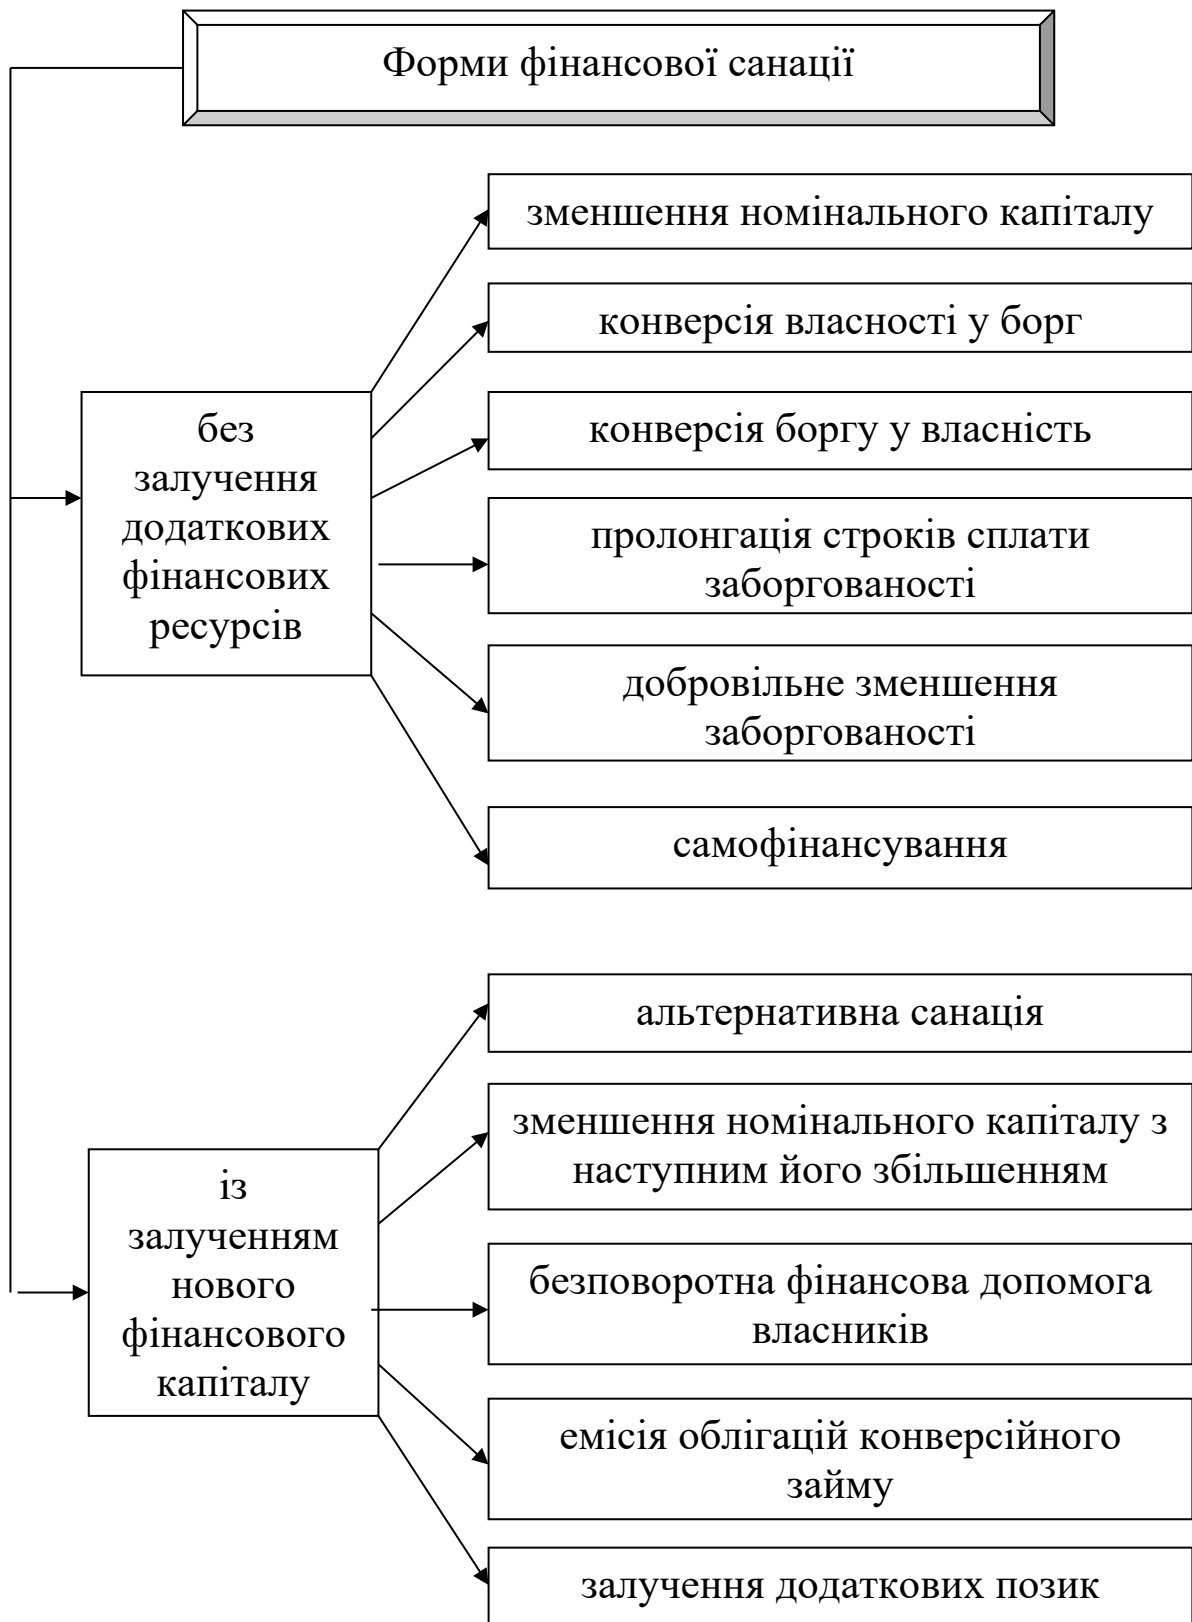 Форми фінансової санації
без
залучення
додаткових
фінансових
ресурсів
зменшення номінального капіталу
конверсія власності у борг
конверсія боргу у власність
пролонгація строків сплати
заборгованості
добровільне зменшення
заборгованості
самофінансування
із
залученням
нового
фінансового
капіталу
альтернативна санація
зменшення номінального капіталу з
наступним його збільшенням
безповоротна фінансова допомога
власників
емісія облігацій конверсійного
займу
залучення додаткових позик